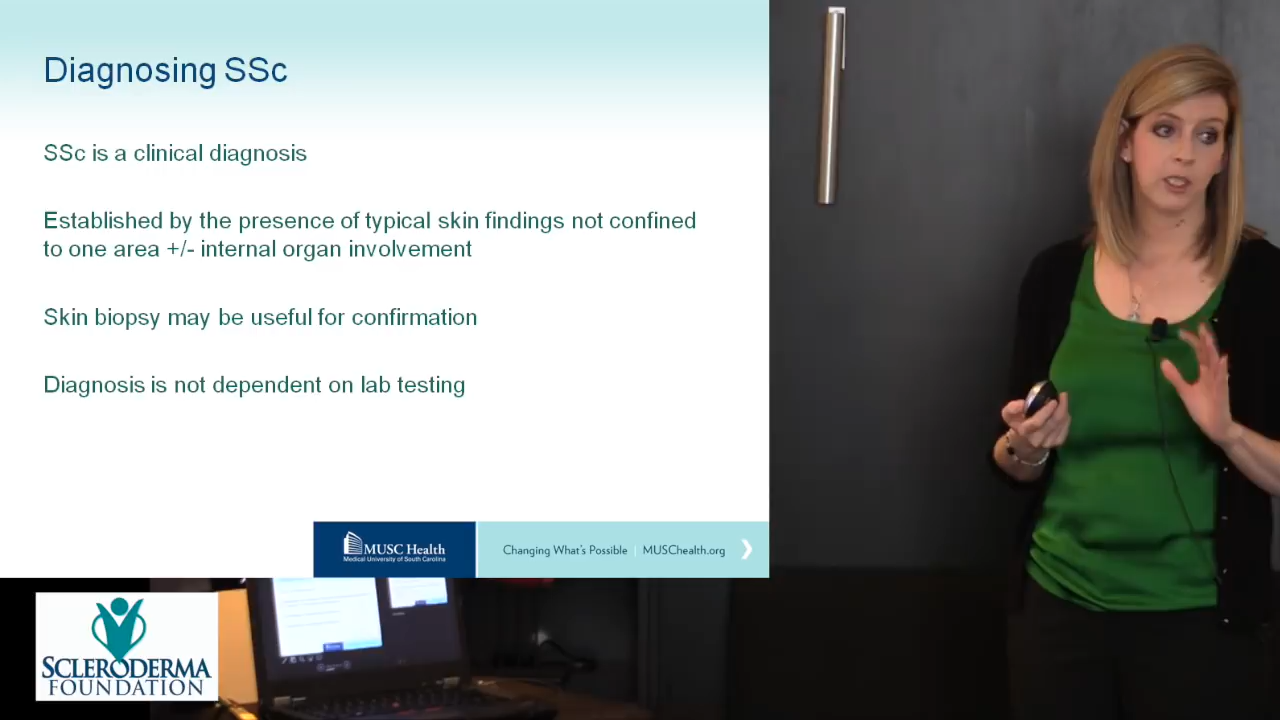 Diagnosing SSc
SSc is a clinical diagnosis
Established by the presence of typical skin findings not confined
to one area +/- internal organ involvement
Skin biopsy may be useful for confirmation
Diagnosis is not dependent on lab testing
MUSC Health
Medical University of South Carolina
Changing What's Possible | MUSChealth.org
SCLERODERMA
FOUNDATION